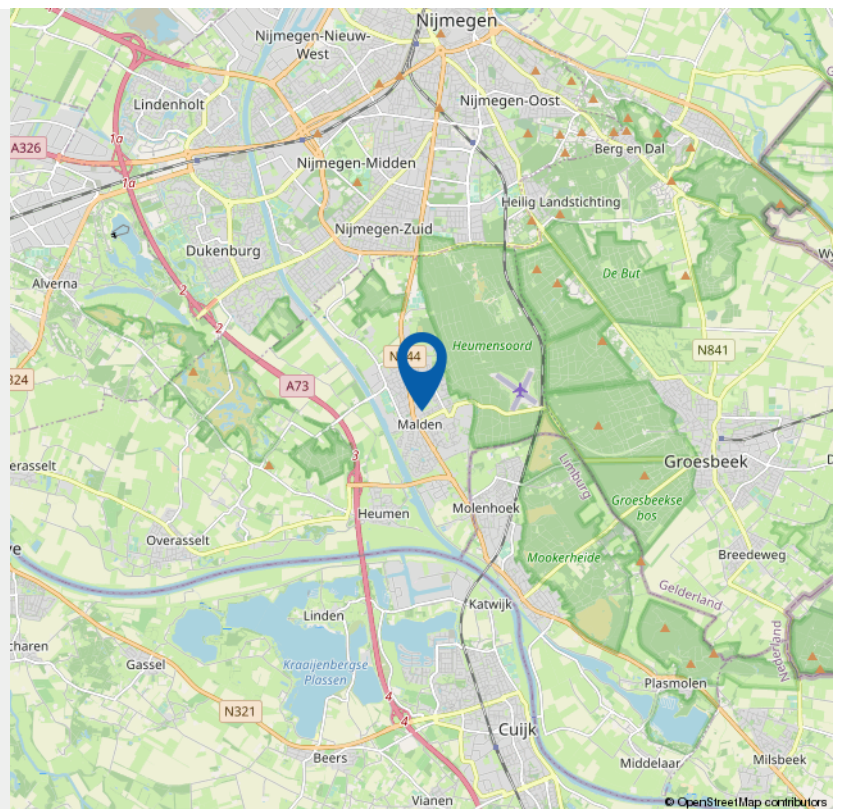 Nijmegen
Nijmegen-Nieuw-
West
Lindenholt
Nijmegen-Oost
1a
A326
Berg en Dal
1a
Nijmegen-Midden
Heilig Landstichting
Nijmegen-Zuid
Dukenburg
De But
Alverna
2
2
Heumensoord
N841
324
A73
Malden
3
erasselt
Limburg
Groesbeek
Groesbeekse
bos
Heumen
Molenhoek
Overasselt
Mookerheide
Breedeweg
Gelderland
Katwijk
Linden
charen
Gassel
Kraaijenbergse
Plassen
Nederland
Plasmolen
4
N321
4
Cuijk
Beers
Middelaar
Milsbeek
Vianen
© OpenStreetMap contributors